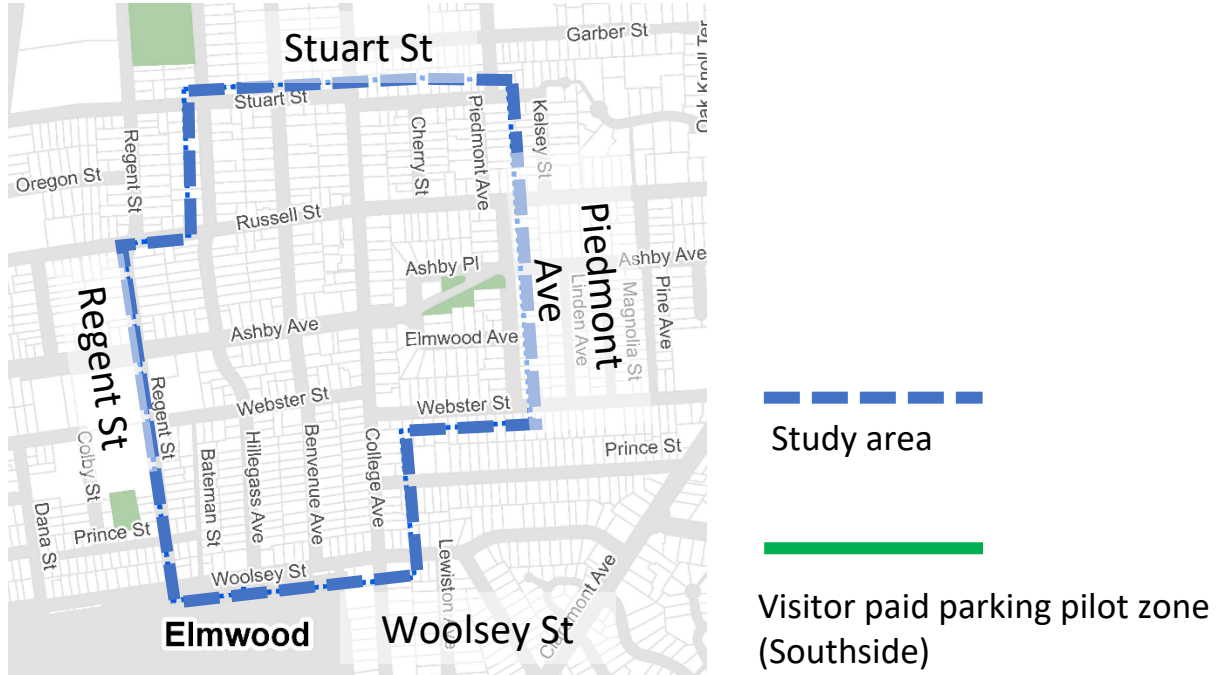 Stuart St
Garber St
Oak Knoll Ter
Stuart St
Kelsey St
Piedmont Ave
Cherry St
Regent St
Oregon St
Russell St
Piedmont
Ave
Ashby Pl
Ashby Ave
Regent St
Ashby Ave
Elmwood Ave
Linden Ave
Magnolia St
Pine Ave
Regent St
Webster St
Webster St
Colby St
Bateman St
Hillegass Ave
Benvenue Ave
College Ave
Prince St
Dana St
Prince St
Woolsey St
Lewiston Ave
Claremont Ave
Elmwood
Woolsey St
Study area
Visitor paid parking pilot zone
(Southside)